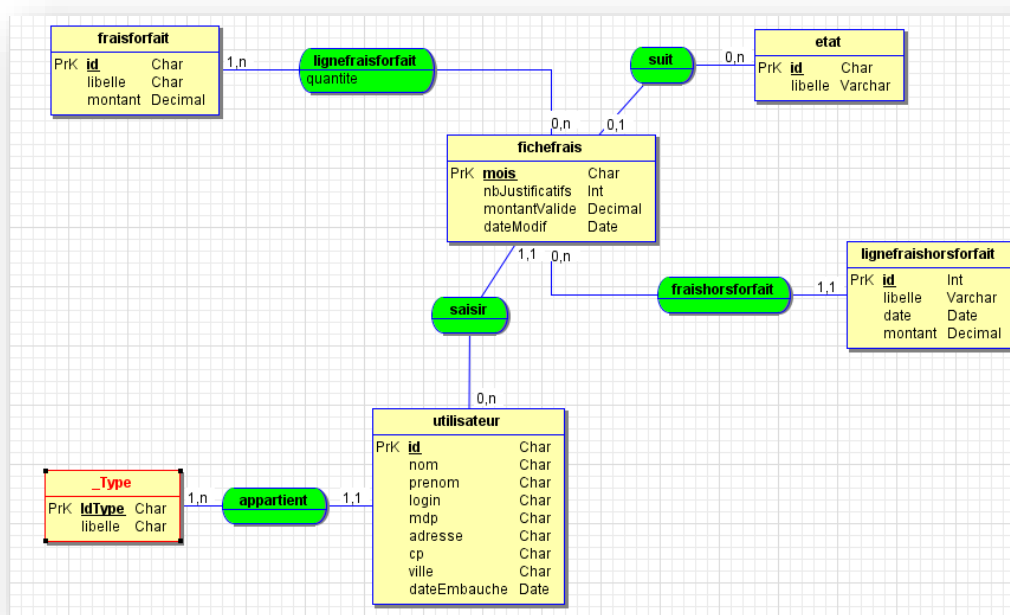 fraisforfait
PrK id Char
libelle Char
montant Decimal
1,n
lignefraisforfait
quantite
0,n
suit
0,n
0,1
etat
PrK id Char
libelle Varchar
fichefrais
PrK mois Char
nbJustificatifs Int
montantValide Decimal
dateModif Date
1,1
0,n
fraishorsforfait
1,1
lignefraishorsforfait
PrK id Int
libelle Varchar
date Date
montant Decimal
saisir
0,n
utilisateur
PrK id Char
nom Char
prenom Char
login Char
mdp Char
adresse Char
cp Char
ville Char
dateEmbauche Date
_Type
PrK IdType Char
libelle Char
1,n
appartient
1,1